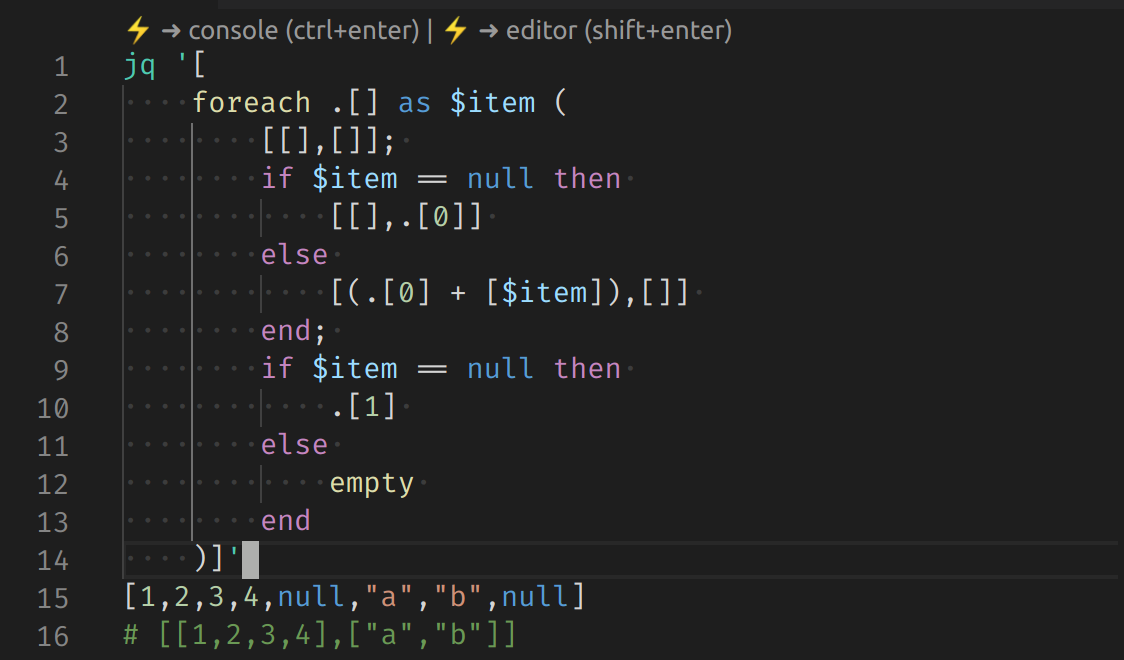 ⚡ ➜ console (ctrl+enter) | ⚡ ➜ editor (shift+enter)
1 jq '[
2     foreach .[] as $item (
3         [[],[]];
4         if $item == null then
5             [[],.[0]]
6         else
7             [(.[0] + [$item]),[]]
8         end;
9         if $item == null then
10             .[1]
11         else
12             empty
13         end
14     )]'
15 [1,2,3,4,null,"a","b",null]
16 # [[1,2,3,4],["a","b"]]